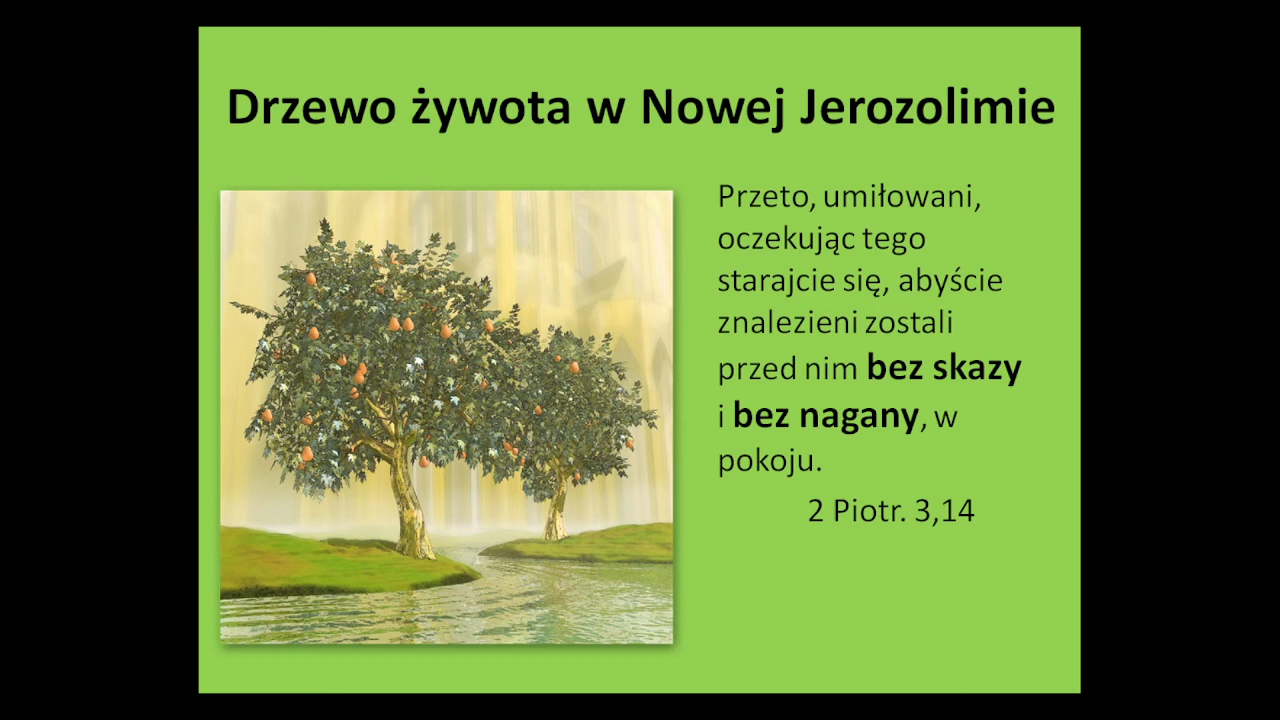 Drzewo żywota w Nowej Jerozolimie
Przeto, umiłowani,
oczekując tego
starajcie się, abyście
znalezieni zostali
przed nim bez skazy
i bez nagany, w
pokoju.
2 Piotr. 3,14